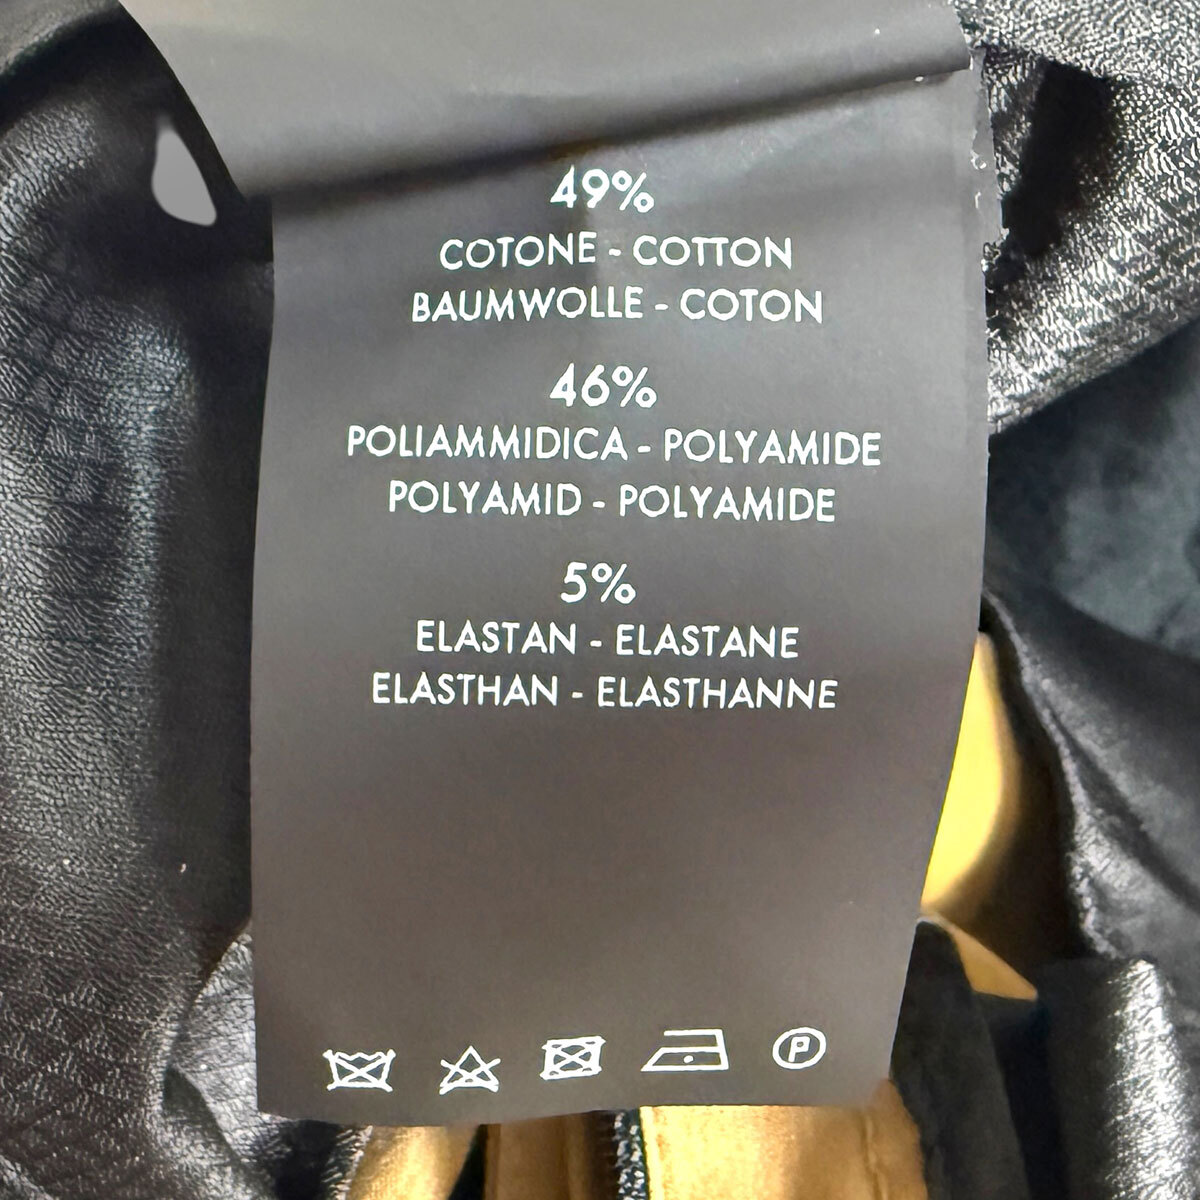 49%
COTONE - COTTON
BAUMWOLLE - COTON
46%
POLIAMMIDICA - POLYAMIDE
POLYAMID - POLYAMIDE
5%
ELASTAN - ELASTANE
ELASTHAN - ELASTHANNE
P